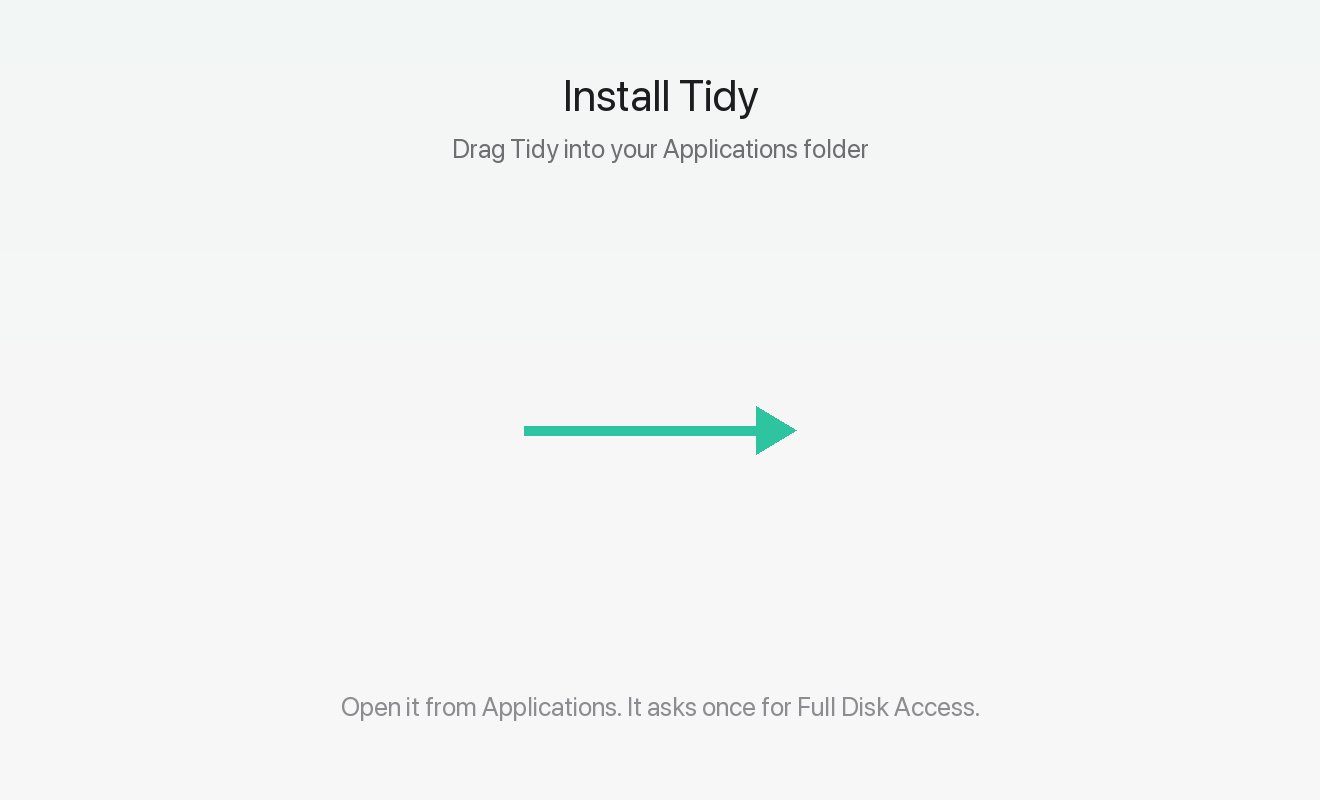 Install Tidy
Drag Tidy into your Applications folder
Open it from Applications. It asks once for Full Disk Access.